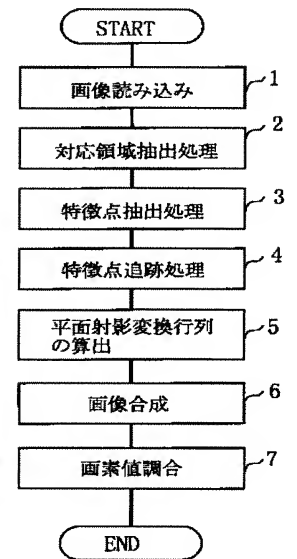 START
画像読み込み
1
対応領域抽出処理
2
特徴点抽出処理
3
特徴点追跡処理
4
平面射影変換行列
の算出
5
画像合成
6
画素値調合
7
END